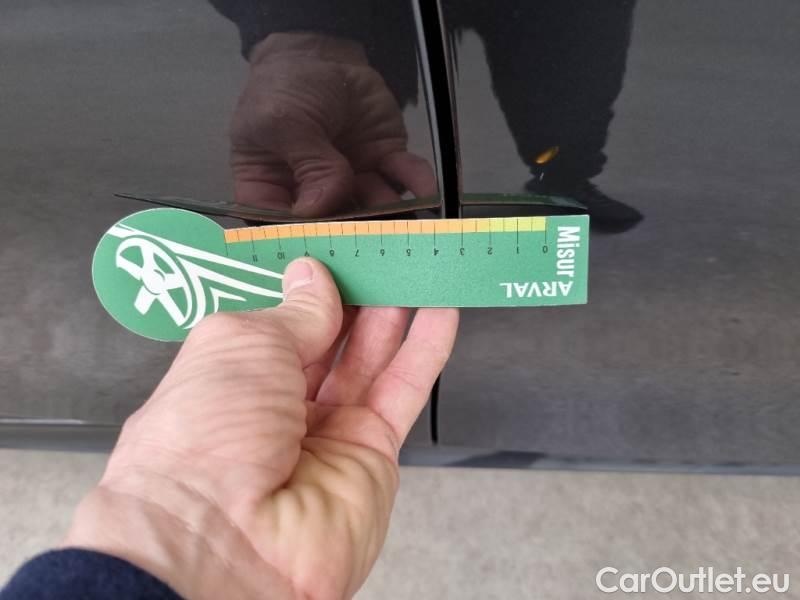 Misur
ARVAL
11 10 9 8 7 6 5 4 3 2 1 0
CarOutlet.eu